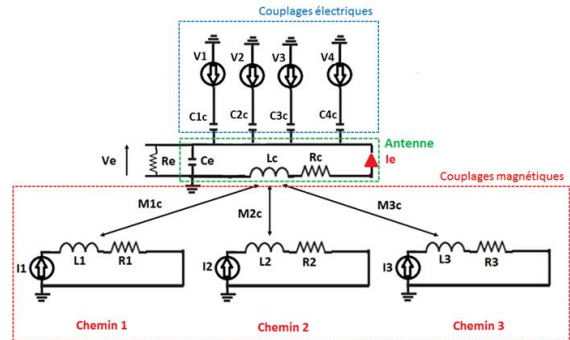 Couplages électriques
V1 V2 V3 V4
C1c C2c C3c C4c
Antenne
Ve Re Ce Lc Rc Ie
Couplages magnétiques
M1c M2c M3c
I1 L1 R1 I2 L2 R2 I3 L3 R3
Chemin 1 Chemin 2 Chemin 3